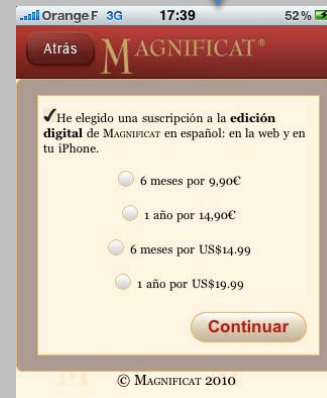 Orange F 3G 17:39 52%
Atrás MAGNIFICAT®
✓He elegido una suscripción a la edición
digital de MAGNIFICAT en español: en la web y en
tu iPhone.
6 meses por 9,90€
1 año por 14,90€
6 meses por US$14.99
1 año por US$19.99
Continuar
© MAGNIFICAT 2010